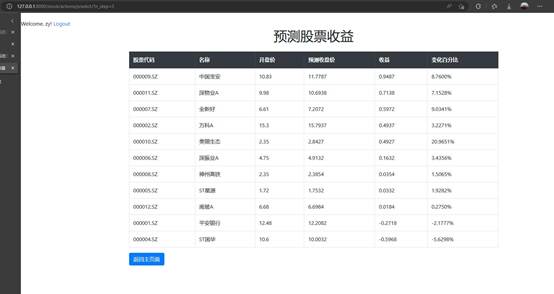 127.0.0.1:8000/stock/actions/predict/?n_step=3
Welcome, zy! Logout
预测股票收益
股票代码 名称 开盘价 预测收盘价 收益 变化百分比
000009.SZ 中国宝安 10.83 11.7787 0.9487 8.7600%
000011.SZ 深物业A 9.98 10.6938 0.7138 7.1528%
000007.SZ 全新好 6.61 7.2072 0.5972 9.0341%
000002.SZ 万科A 15.3 15.7937 0.4937 3.2271%
000010.SZ 美丽生态 2.35 2.8427 0.4927 20.9651%
000006.SZ 深振业A 4.75 4.9132 0.1632 3.4356%
000008.SZ 神州高铁 2.35 2.3854 0.0354 1.5065%
000005.SZ ST星源 1.72 1.7532 0.0332 1.9282%
000012.SZ 南玻A 6.68 6.6984 0.0184 0.2750%
000001.SZ 平安银行 12.48 12.2082 -0.2718 -2.1777%
000004.SZ ST国华 10.6 10.0032 -0.5968 -5.6298%
返回主页面